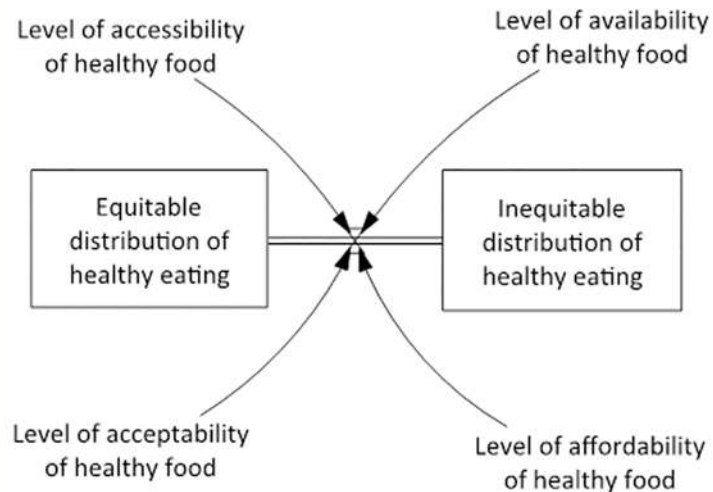 Level of accessibility
of healthy food
Level of availability
of healthy food
Equitable
distribution of
healthy eating
Inequitable
distribution of
healthy eating
Level of acceptability
of healthy food
Level of affordability
of healthy food